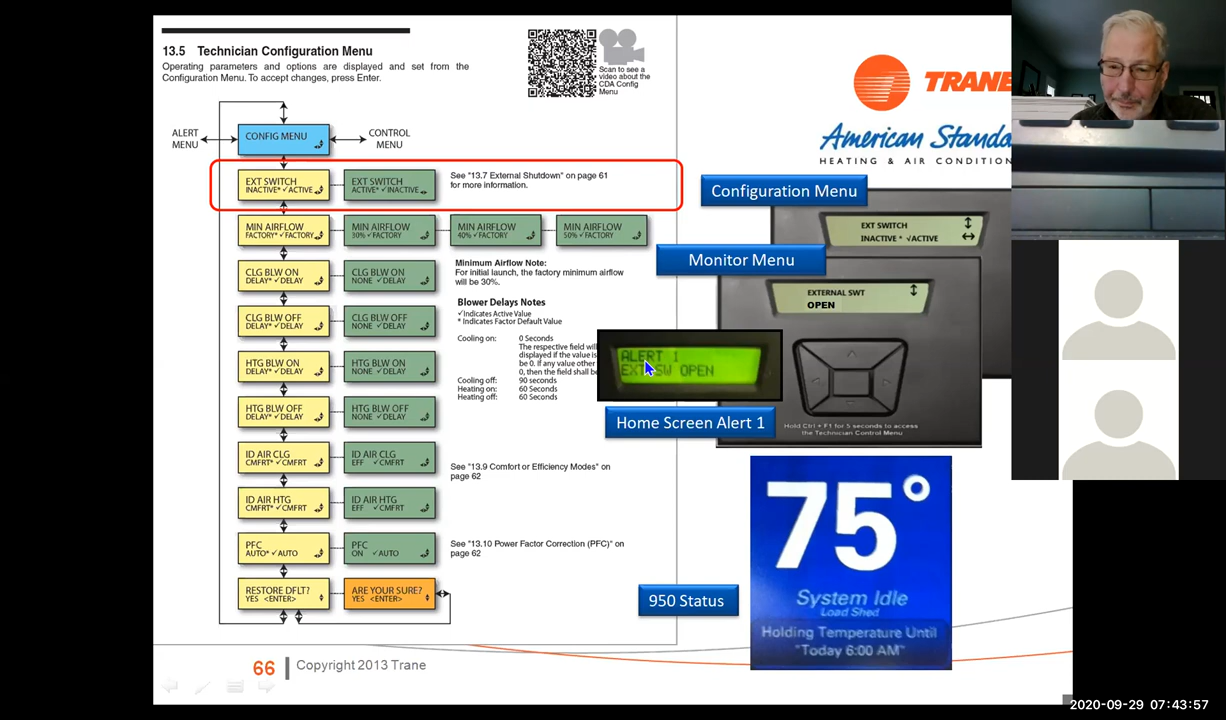 13.5 Technician Configuration Menu
Operating parameters and options are displayed and set from the
Configuration Menu. To accept changes, press Enter.
Scan to see a
video about the
CDA Config
Menu
ALERT
MENU
CONFIG MENU
CONTROL
MENU
EXT SWITCH
INACTIVE* ✓ACTIVE
EXT SWITCH
ACTIVE* ✓INACTIVE
See "13.7 External Shutdown" on page 61
for more information.
MIN AIRFLOW
FACTORY* ✓FACTORY
MIN AIRFLOW
30% ✓FACTORY
MIN AIRFLOW
40% ✓FACTORY
MIN AIRFLOW
50% ✓FACTORY
CLG BLW ON
DELAY* ✓DELAY
CLG BLW ON
NONE ✓DELAY
Minimum Airflow Note:
For initial launch, the factory minimum airflow
will be 30%.
CLG BLW OFF
DELAY* ✓DELAY
CLG BLW OFF
NONE ✓DELAY
Blower Delays Notes
✓Indicates Active Value
* Indicates Factor Default Value
Cooling on: 0 Seconds
The respective field will
displayed if the value is
be 0. If any value other
0, then the field shall be
Cooling off: 90 seconds
Heating on: 60 Seconds
Heating off: 60 Seconds
HTG BLW ON
DELAY* ✓DELAY
HTG BLW ON
NONE ✓DELAY
HTG BLW OFF
DELAY* ✓DELAY
HTG BLW OFF
NONE ✓DELAY
ID AIR CLG
CMFRT* ✓CMFRT
ID AIR CLG
EFF ✓CMFRT
See "13.9 Comfort or Efficiency Modes" on
page 62
ID AIR HTG
CMFRT* ✓CMFRT
ID AIR HTG
EFF ✓CMFRT
PFC
AUTO* ✓AUTO
PFC
ON ✓AUTO
See "13.10 Power Factor Correction (PFC)" on
page 62
RESTORE DFLT?
YES <ENTER>
ARE YOUR SURE?
YES <ENTER>
66 Copyright 2013 Trane
TRANE
American Standa
HEATING & AIR CONDITION
Configuration Menu
EXT SWITCH
INACTIVE * √ACTIVE
Monitor Menu
EXTERNAL SWT
OPEN
ALERT 1
EXT SW OPEN
Home Screen Alert 1
Hold Ctrl + F1 for 5 seconds to access
the Technician Control Menu
75°
System Idle
Load Shed
Holding Temperature Until
"Today 6:00 AM"
950 Status
2020-09-29 07:43:57